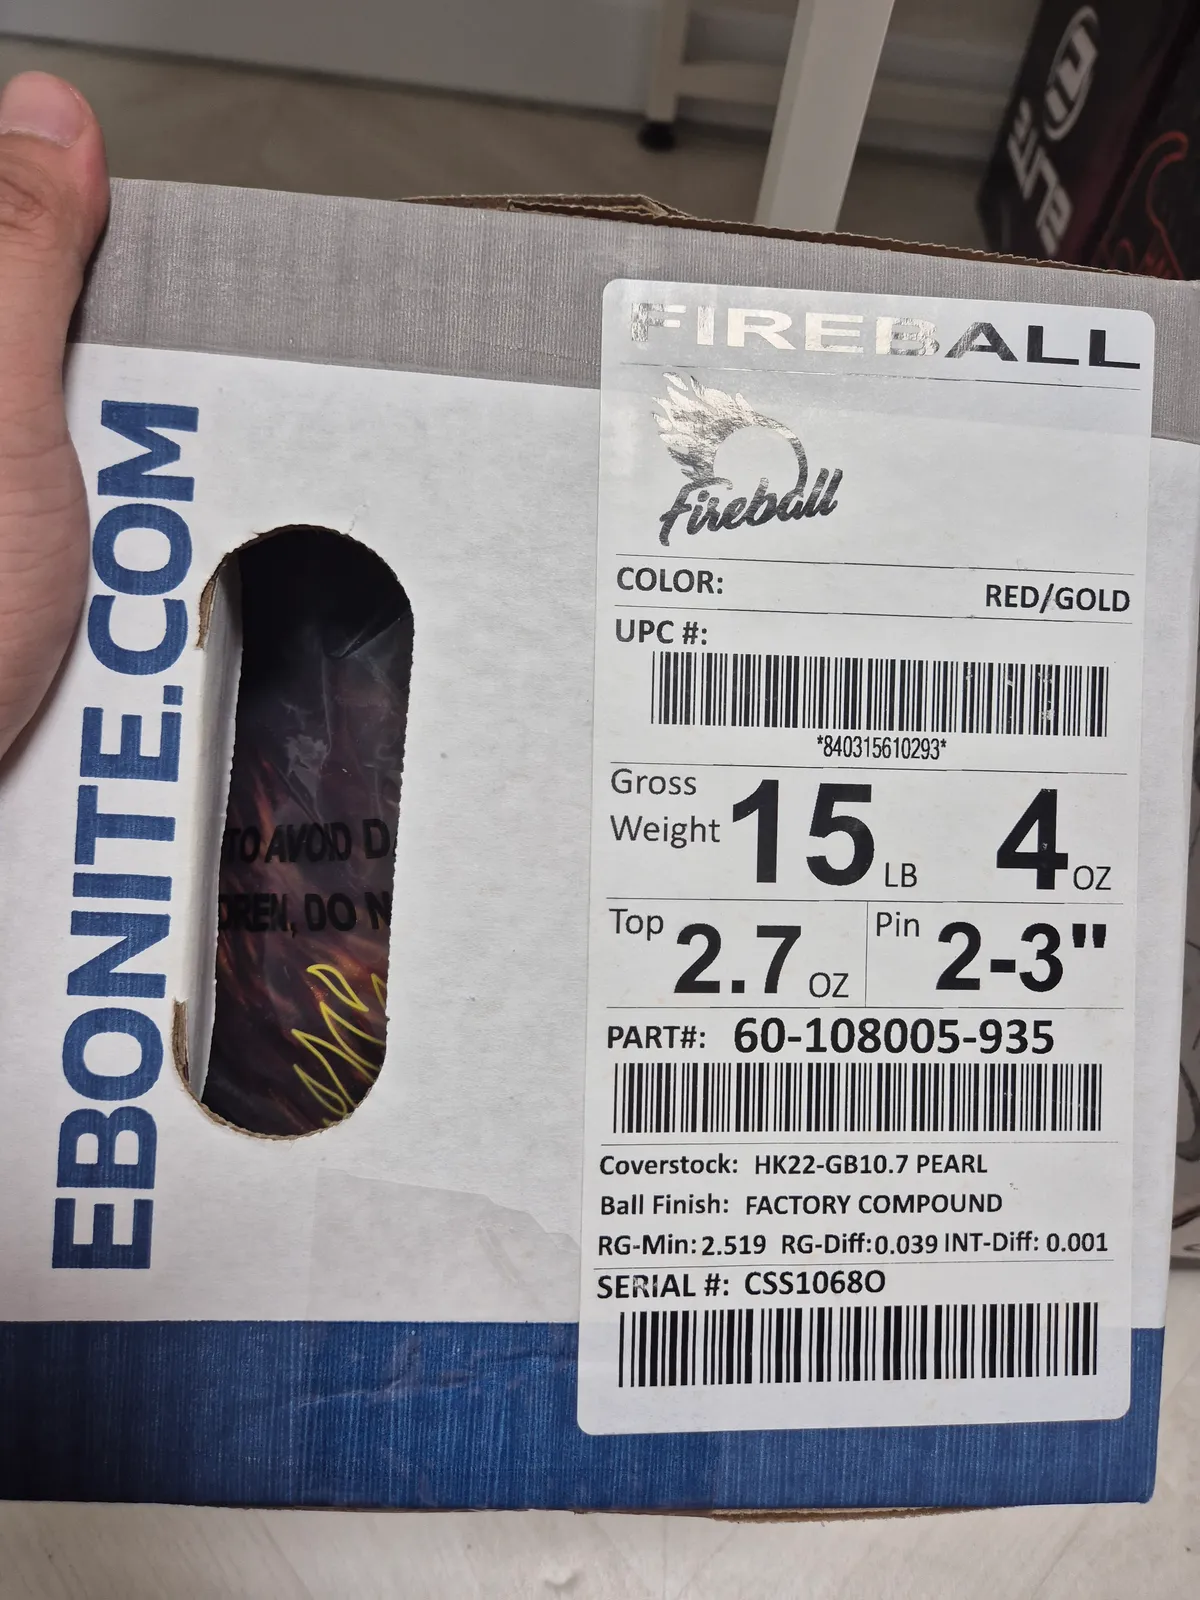 EBONITE.COM
TO AVOID D
DREN, DO N
FIREBALL
Fireball
COLOR: RED/GOLD
UPC #:
*840315610293*
Gross Weight 15 LB 4 OZ
Top 2.7 OZ Pin 2-3"
PART#: 60-108005-935
Coverstock: HK22-GB10.7 PEARL
Ball Finish: FACTORY COMPOUND
RG-Min: 2.519 RG-Diff: 0.039 INT-Diff: 0.001
SERIAL #: CSS1068O